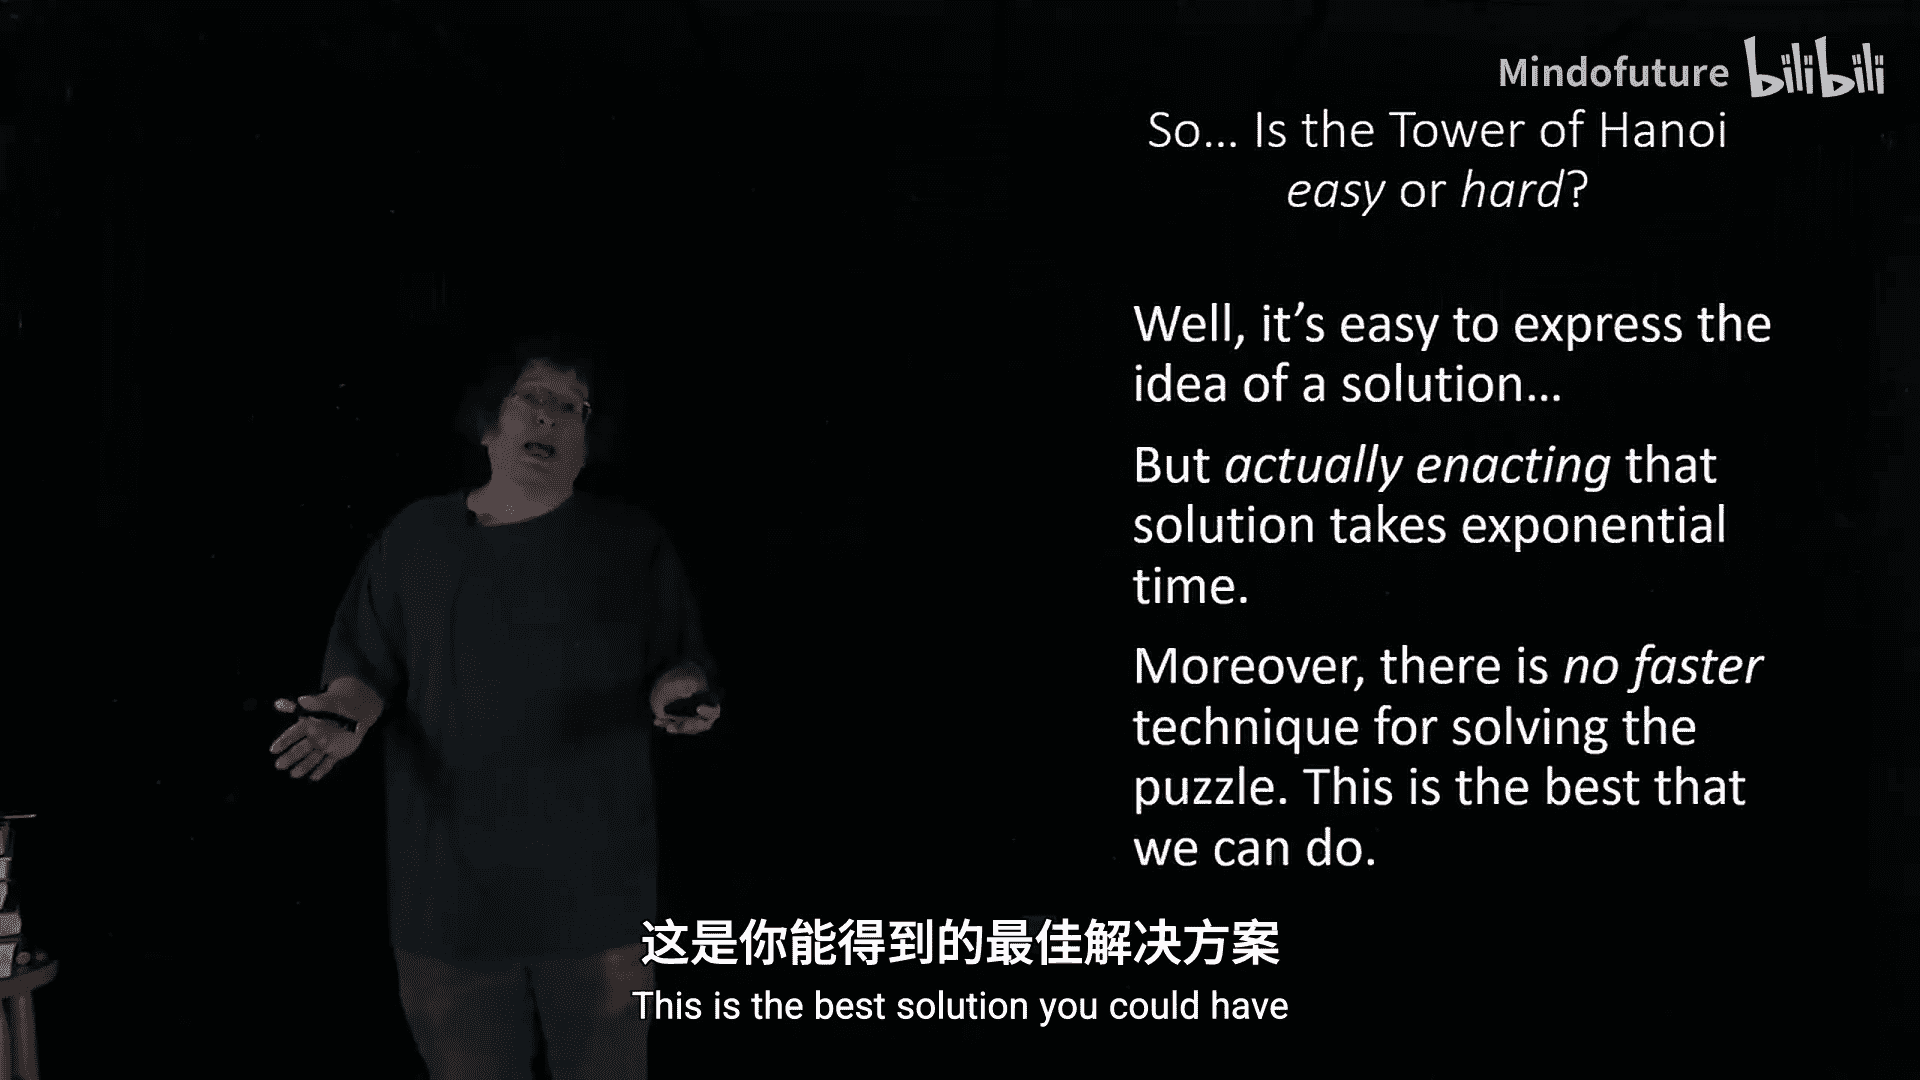 Mindofuture bilibili
So... Is the Tower of Hanoi
easy or hard?
Well, it’s easy to express the
idea of a solution...
But actually enacting that
solution takes exponential
time.
Moreover, there is no faster
technique for solving the
puzzle. This is the best that
we can do.
这是你能得到的最佳解决方案
This is the best solution you could have